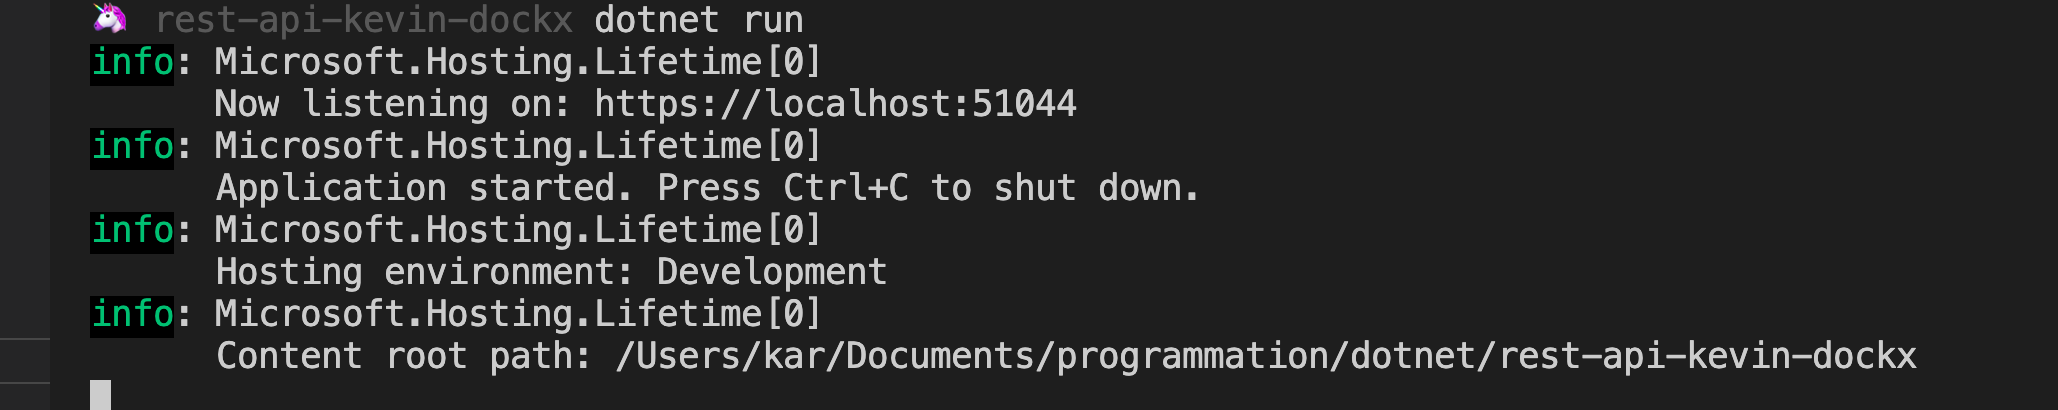 🦄 rest-api-kevin-dockx dotnet run
info: Microsoft.Hosting.Lifetime[0]
Now listening on: https://localhost:51044
info: Microsoft.Hosting.Lifetime[0]
Application started. Press Ctrl+C to shut down.
info: Microsoft.Hosting.Lifetime[0]
Hosting environment: Development
info: Microsoft.Hosting.Lifetime[0]
Content root path: /Users/kar/Documents/programmation/dotnet/rest-api-kevin-dockx